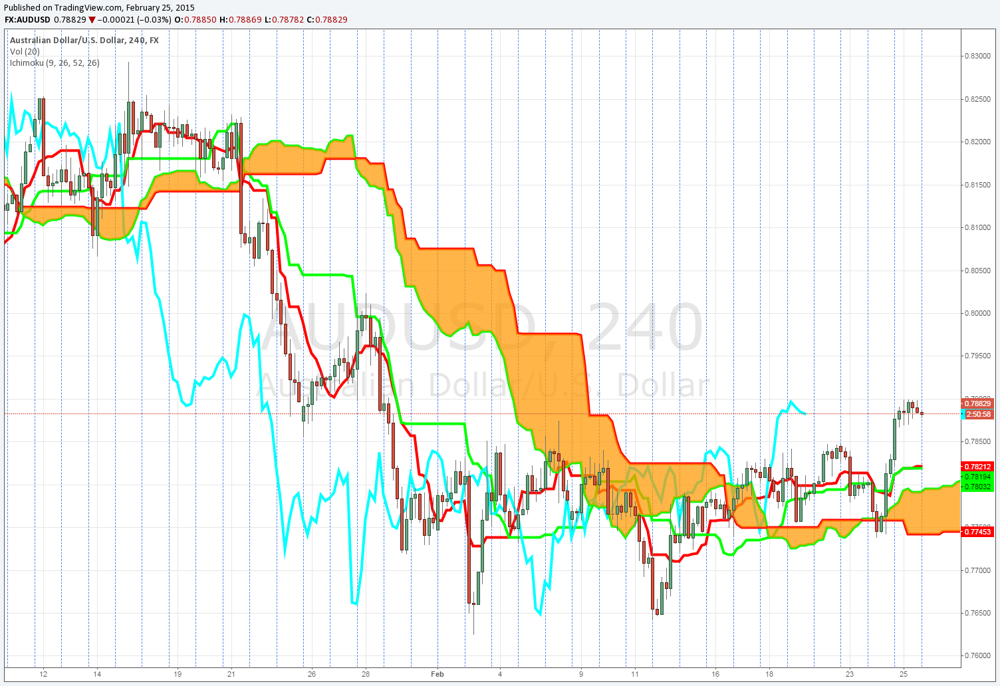 Published on TradingView.com, February 25, 2015
FX:AUDUSD 0.78829 ▼ −0.00021 (−0.03%) O:0.78850 H:0.78869 L:0.78782 C:0.78829
Australian Dollar/U.S. Dollar, 240, FX
Vol (20)
Ichimoku (9, 26, 52, 26)
AUDUSD, 240
Australian Dollar/U.S. Dollar
0.83000
0.82500
0.82000
0.81500
0.81000
0.80500
0.80000
0.79500
0.78829
2:50:58
0.78500
0.78212
0.78194
0.78032
0.77453
0.77000
0.76500
0.76000
12 14 19 21 26 28 Feb 4 9 11 16 18 23 25